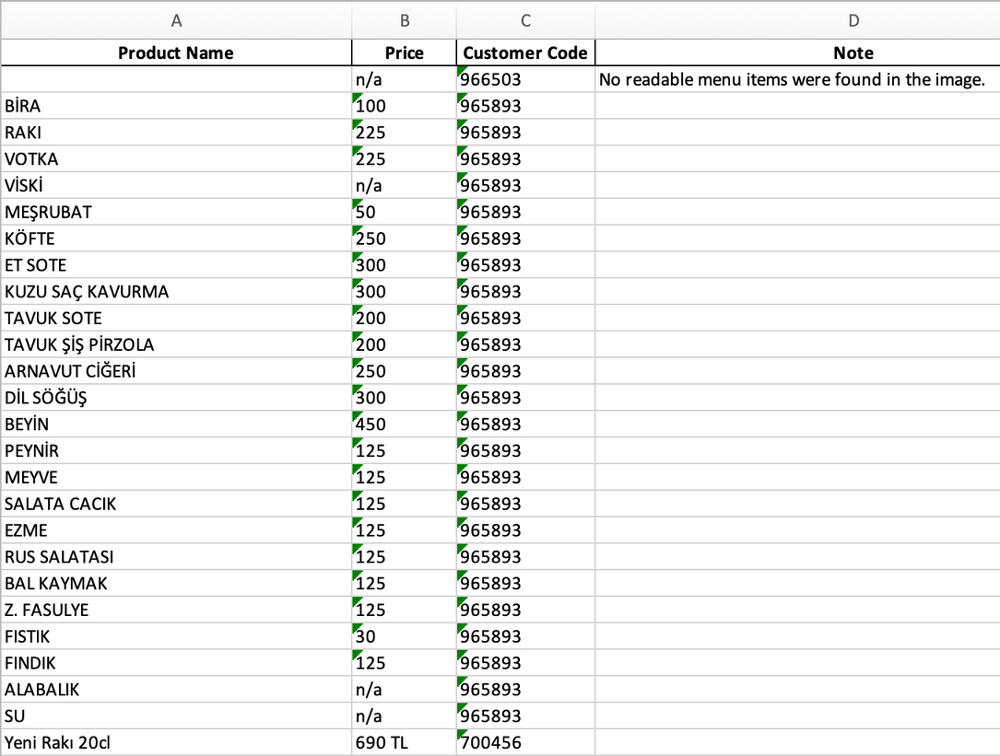 A B C D
Product Name Price Customer Code Note
n/a 966503 No readable menu items were found in the image.
BİRA 100 965893
RAKI 225 965893
VOTKA 225 965893
VİSKİ n/a 965893
MEŞRUBAT 50 965893
KÖFTE 250 965893
ET SOTE 300 965893
KUZU SAÇ KAVURMA 300 965893
TAVUK SOTE 200 965893
TAVUK ŞİŞ PİRZOLA 200 965893
ARNAVUT CİĞERİ 250 965893
DİL SÖĞÜŞ 300 965893
BEYİN 450 965893
PEYNİR 125 965893
MEYVE 125 965893
SALATA CACIK 125 965893
EZME 125 965893
RUS SALATASI 125 965893
BAL KAYMAK 125 965893
Z. FASULYE 125 965893
FISTIK 30 965893
FINDIK 125 965893
ALABALIK n/a 965893
SU n/a 965893
Yeni Rakı 20cl 690 TL 700456